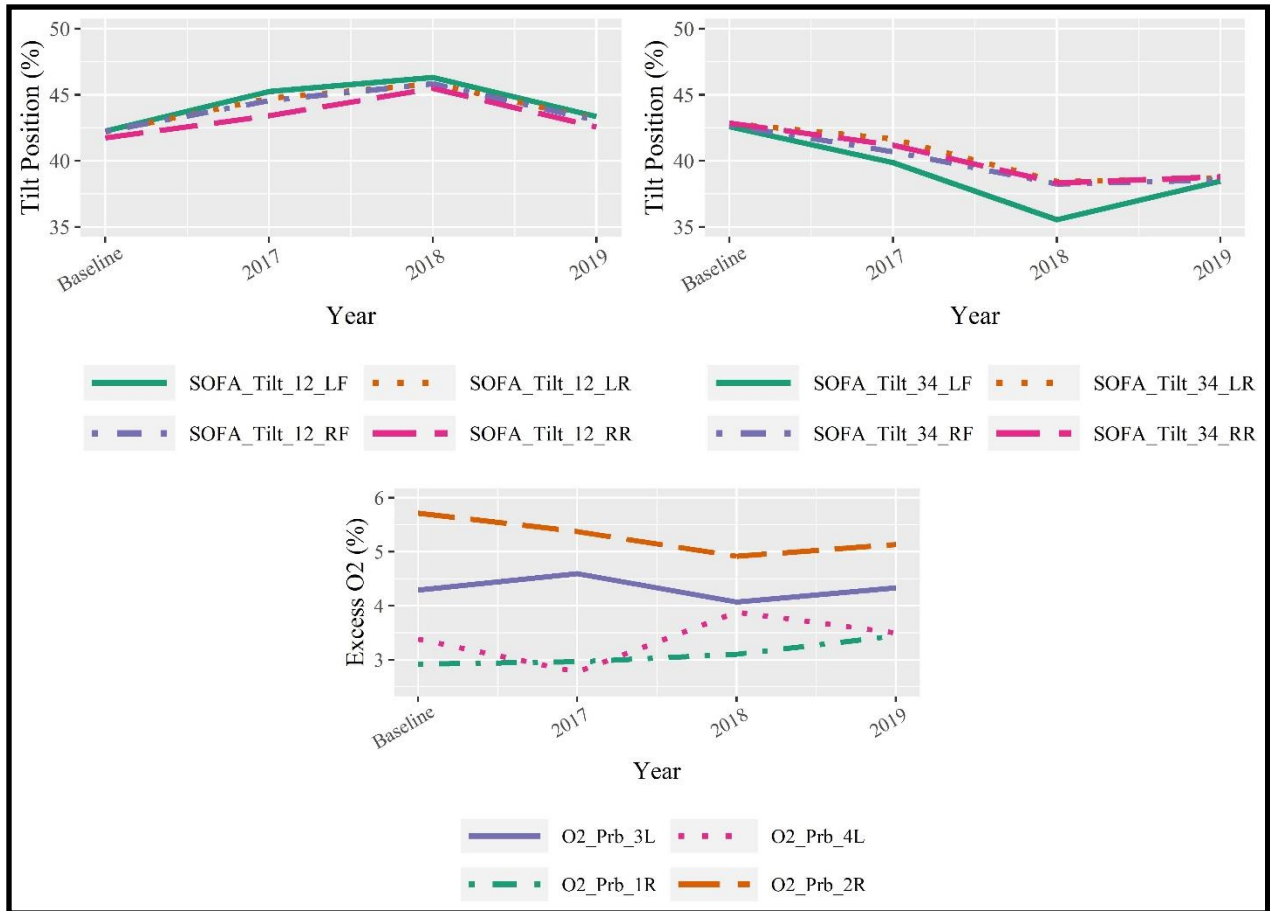 Tilt Position (%)
50
45
40
35
Baseline
2017
2018
2019
Year
SOFA_Tilt_12_LF
SOFA_Tilt_12_LR
SOFA_Tilt_12_RF
SOFA_Tilt_12_RR
Tilt Position (%)
50
45
40
35
Baseline
2017
2018
2019
Year
SOFA_Tilt_34_LF
SOFA_Tilt_34_LR
SOFA_Tilt_34_RF
SOFA_Tilt_34_RR
Excess O2 (%)
6
5
4
3
Baseline
2017
2018
2019
Year
O2_Prb_3L
O2_Prb_4L
O2_Prb_1R
O2_Prb_2R